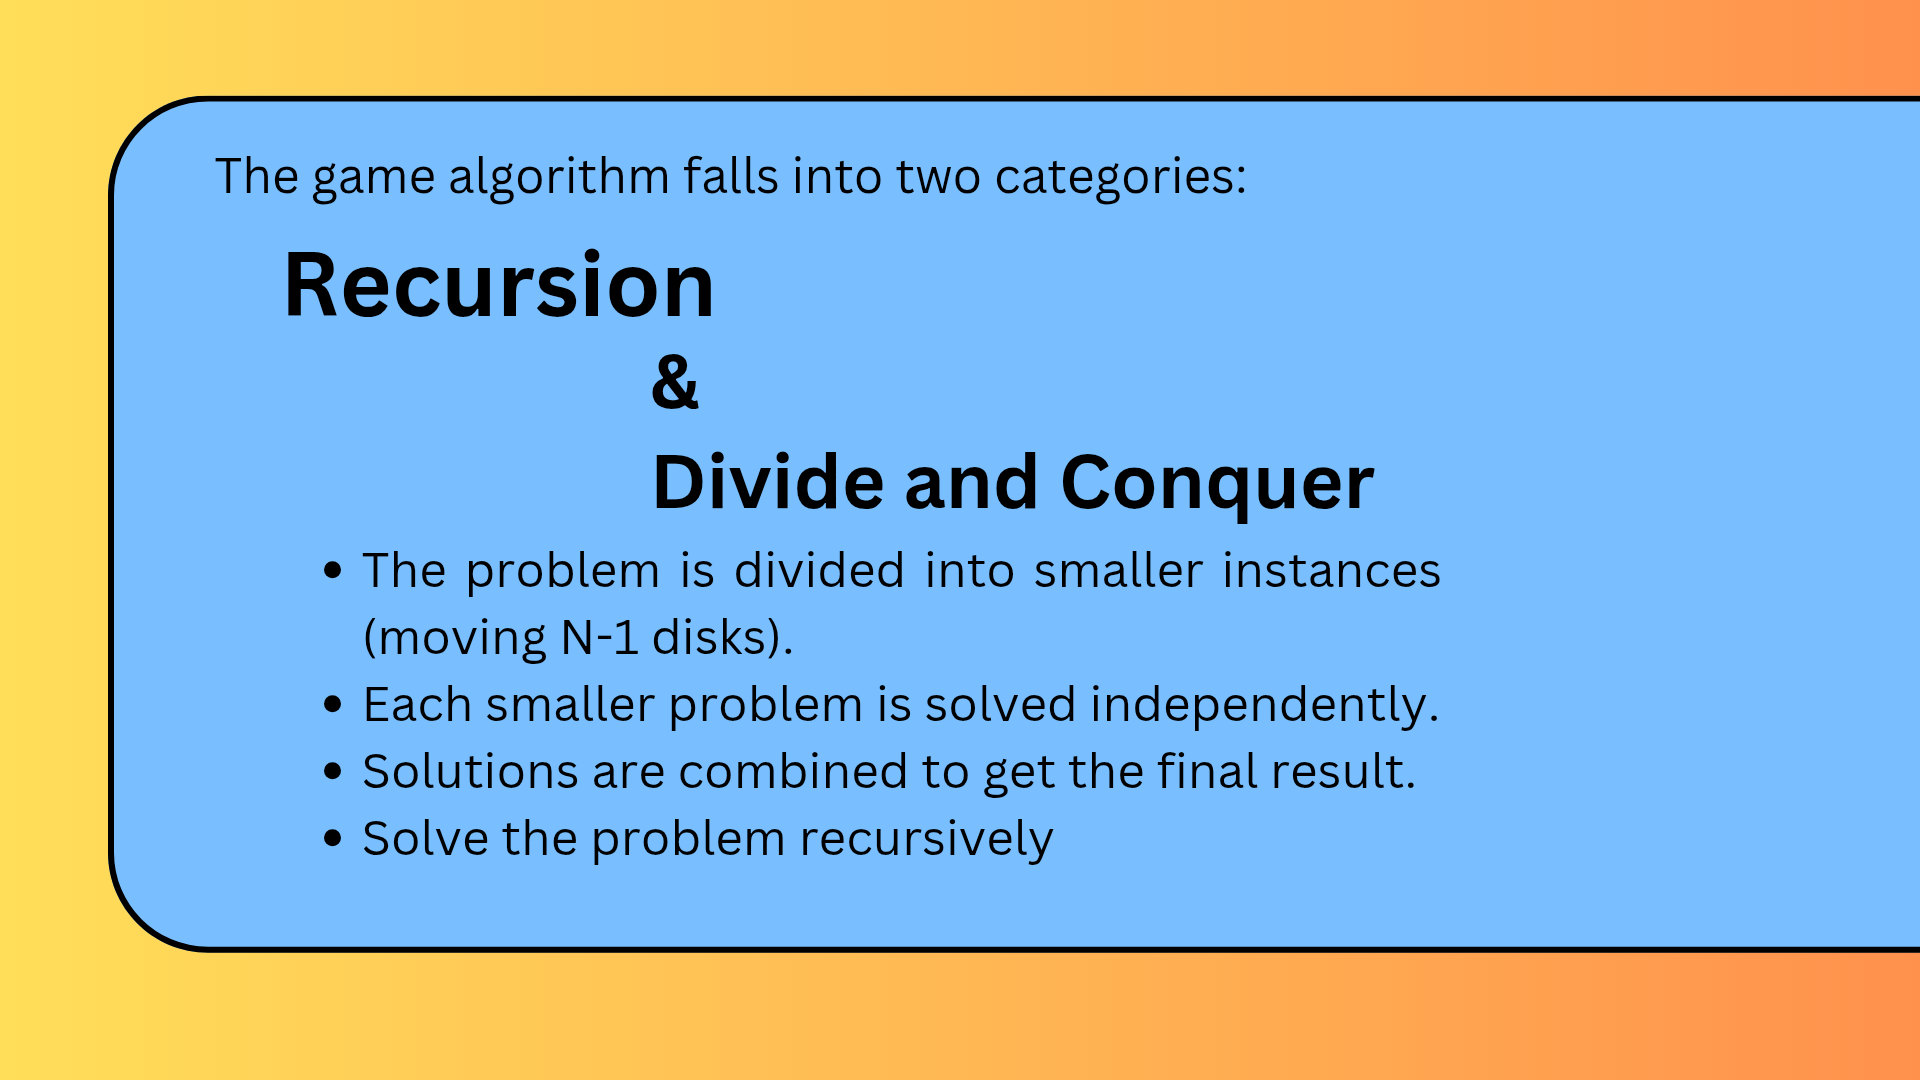 The game algorithm falls into two categories:
Recursion
&
Divide and Conquer
• The problem is divided into smaller instances
(moving N-1 disks).
• Each smaller problem is solved independently.
• Solutions are combined to get the final result.
• Solve the problem recursively